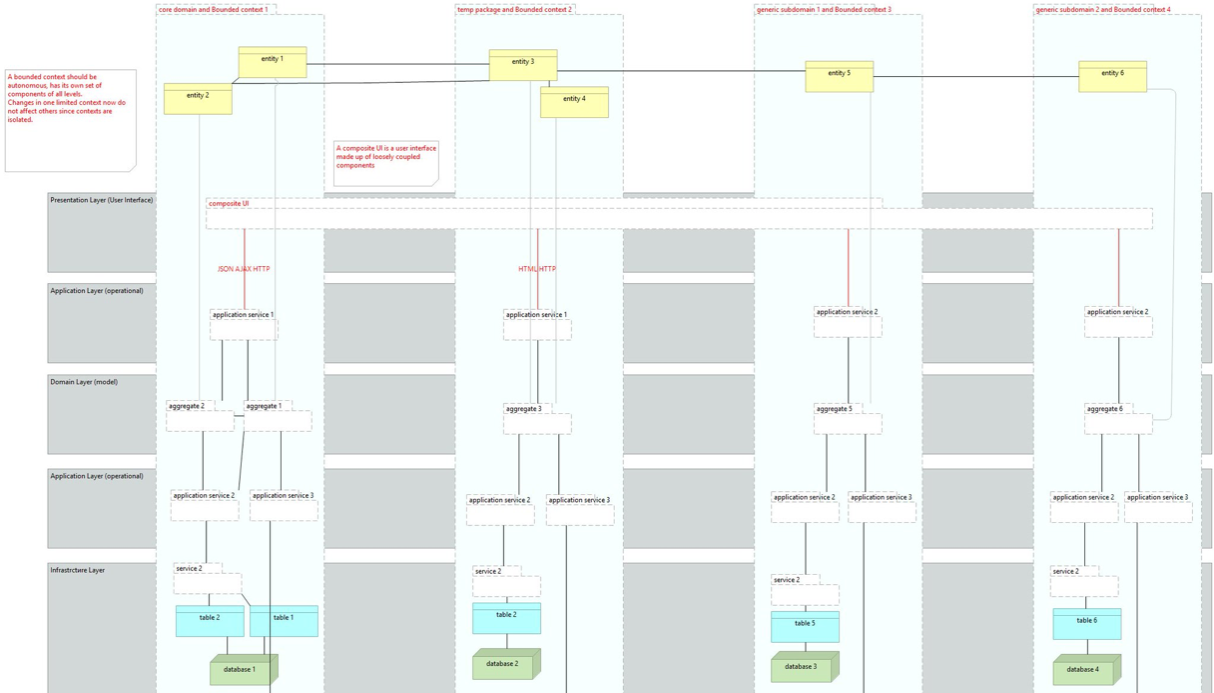 core domain and Bounded context 1
temp package and Bounded context 2
generic subdomain 1 and Bounded context 3
generic subdomain 2 and Bounded context 4
entity 1
entity 2
entity 3
entity 4
entity 5
entity 6
A bounded context should be
autonomous, has its own set of
components of all levels.
Changes in one limited context now do
not affect others since contexts are
isolated.
A composite UI is a user interface
made up of loosely coupled
components
Presentation Layer (User Interface)
composite UI
JSON AJAX HTTP
HTML HTTP
Application Layer (operational)
application service 1
application service 1
application service 2
application service 2
Domain Layer (model)
aggregate 2
aggregate 1
aggregate 3
aggregate 5
aggregate 6
Application Layer (operational)
application service 2
application service 3
application service 2
application service 3
application service 2
application service 3
application service 2
application service 3
Infrastrcture Layer
service 2
service 2
service 2
service 2
table 2
table 1
table 2
table 5
table 6
database 1
database 2
database 3
database 4